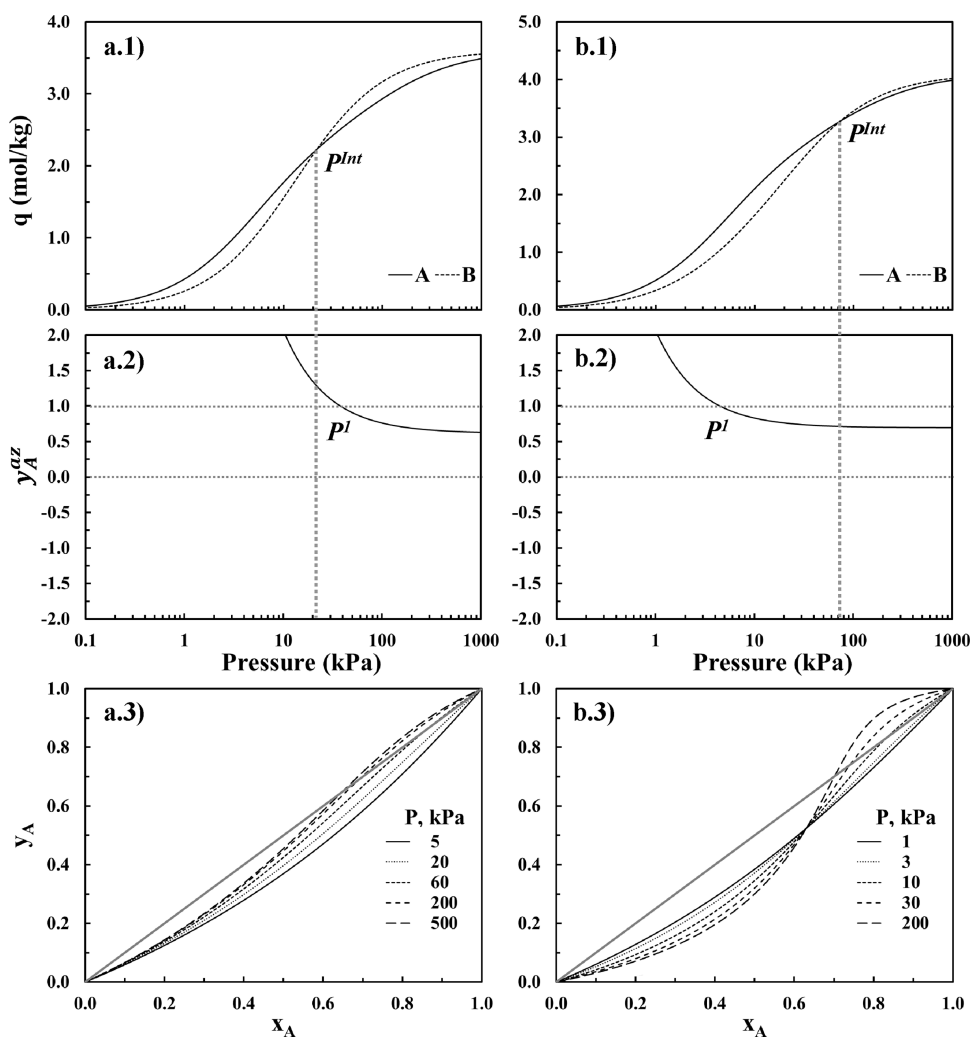 a.1)
4.0
3.0
2.0
1.0
0.0
q (mol/kg)
P^Int
A B
b.1)
5.0
4.0
3.0
2.0
1.0
0.0
P^Int
A B
a.2)
2.0
1.5
1.0
0.5
0.0
-0.5
-1.0
-1.5
-2.0
y_A^az
P^I
0.1 1 10 100 1000
Pressure (kPa)
b.2)
2.0
1.5
1.0
0.5
0.0
-0.5
-1.0
-1.5
-2.0
P^I
0.1 1 10 100 1000
Pressure (kPa)
a.3)
1.0
0.8
0.6
0.4
0.2
0.0
y_A
P, kPa
5
20
60
200
500
0.0 0.2 0.4 0.6 0.8 1.0
x_A
b.3)
1.0
0.8
0.6
0.4
0.2
0.0
P, kPa
1
3
10
30
200
0.0 0.2 0.4 0.6 0.8 1.0
x_A